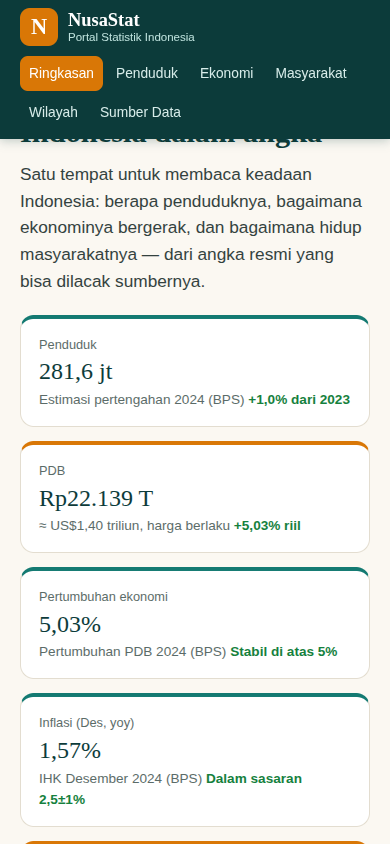 N
NusaStat
Portal Statistik Indonesia
Ringkasan
Penduduk
Ekonomi
Masyarakat
Wilayah
Sumber Data
Indonesia dalam angka
Satu tempat untuk membaca keadaan
Indonesia: berapa penduduknya, bagaimana
ekonominya bergerak, dan bagaimana hidup
masyarakatnya — dari angka resmi yang
bisa dilacak sumbernya.
Penduduk
281,6 jt
Estimasi pertengahan 2024 (BPS) +1,0% dari 2023
PDB
Rp22.139 T
≈ US$1,40 triliun, harga berlaku +5,03% riil
Pertumbuhan ekonomi
5,03%
Pertumbuhan PDB 2024 (BPS) Stabil di atas 5%
Inflasi (Des, yoy)
1,57%
IHK Desember 2024 (BPS) Dalam sasaran
2,5±1%